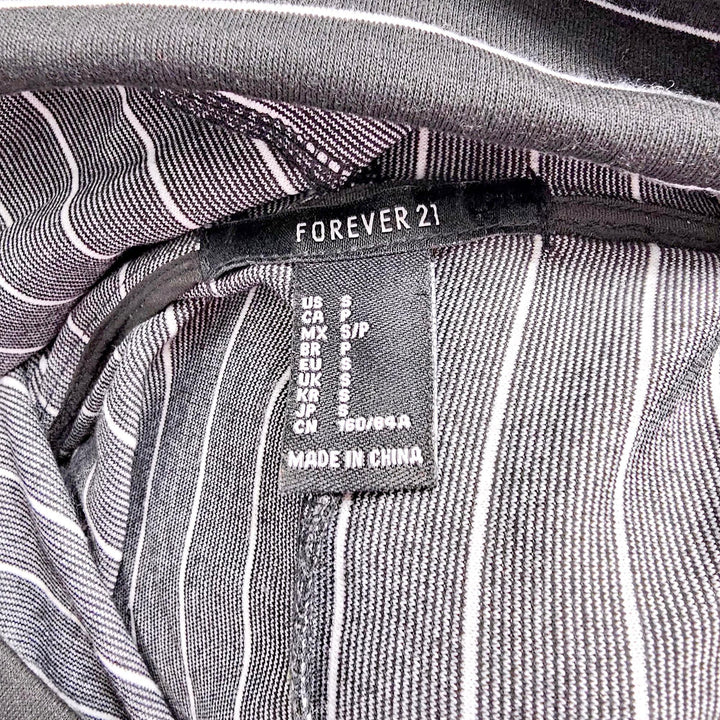 FOREVER 21
US S
CA P
MX S/P
BR P
EU S
UK S
KR S
JP S
CN 160/84A
MADE IN CHINA